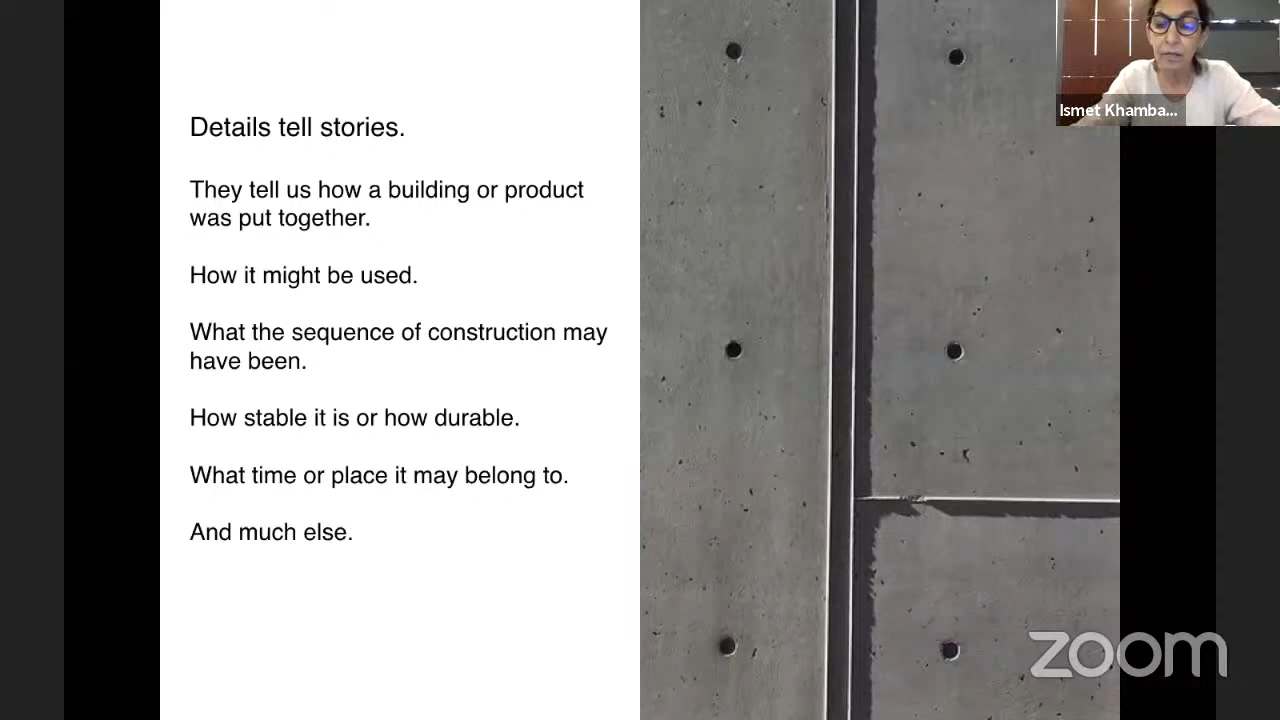 Details tell stories.
They tell us how a building or product
was put together.
How it might be used.
What the sequence of construction may
have been.
How stable it is or how durable.
What time or place it may belong to.
And much else.
Ismet Khamba...
zoom